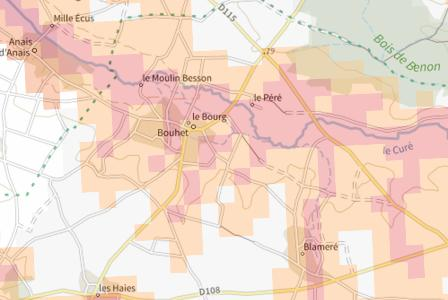 Mille Écus
D115
Anais
d'Anais
279
Bois de Benon
le Moulin Besson
le Péré
le Bourg
Bouhet
le Curé
Blameré
les Haies
D108